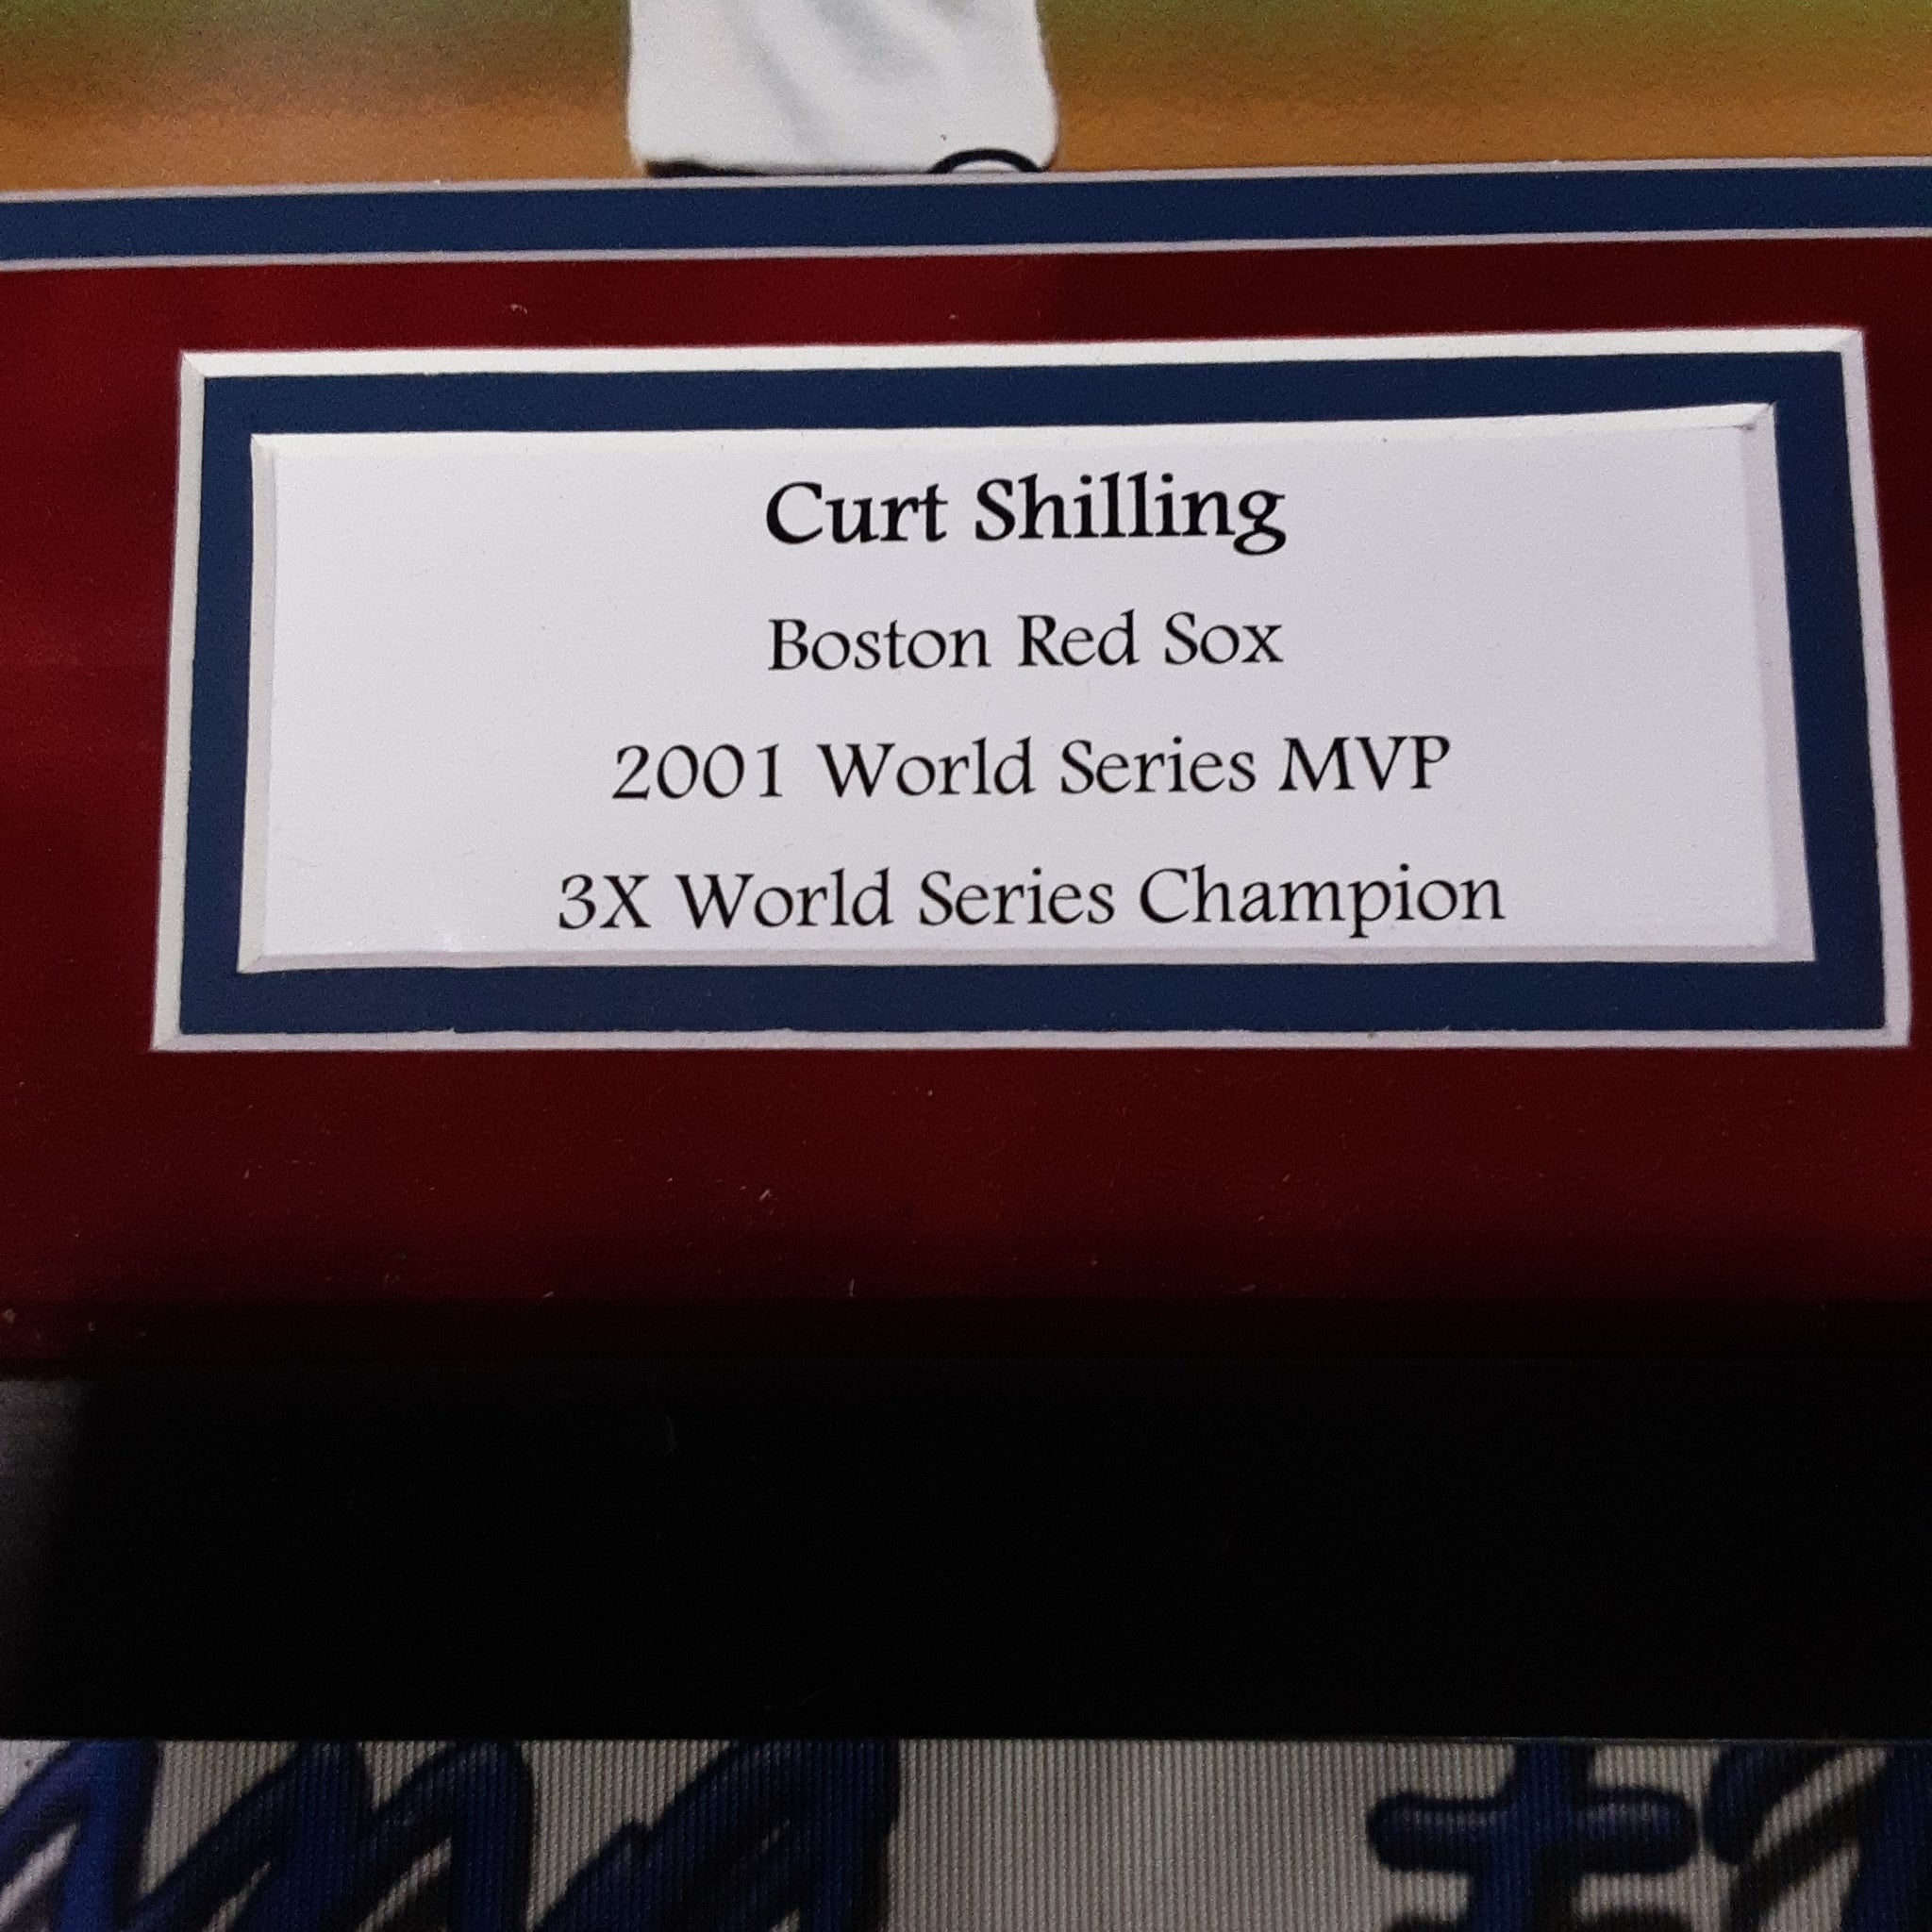 Curt Shilling
Boston Red Sox
2001 World Series MVP
3X World Series Champion